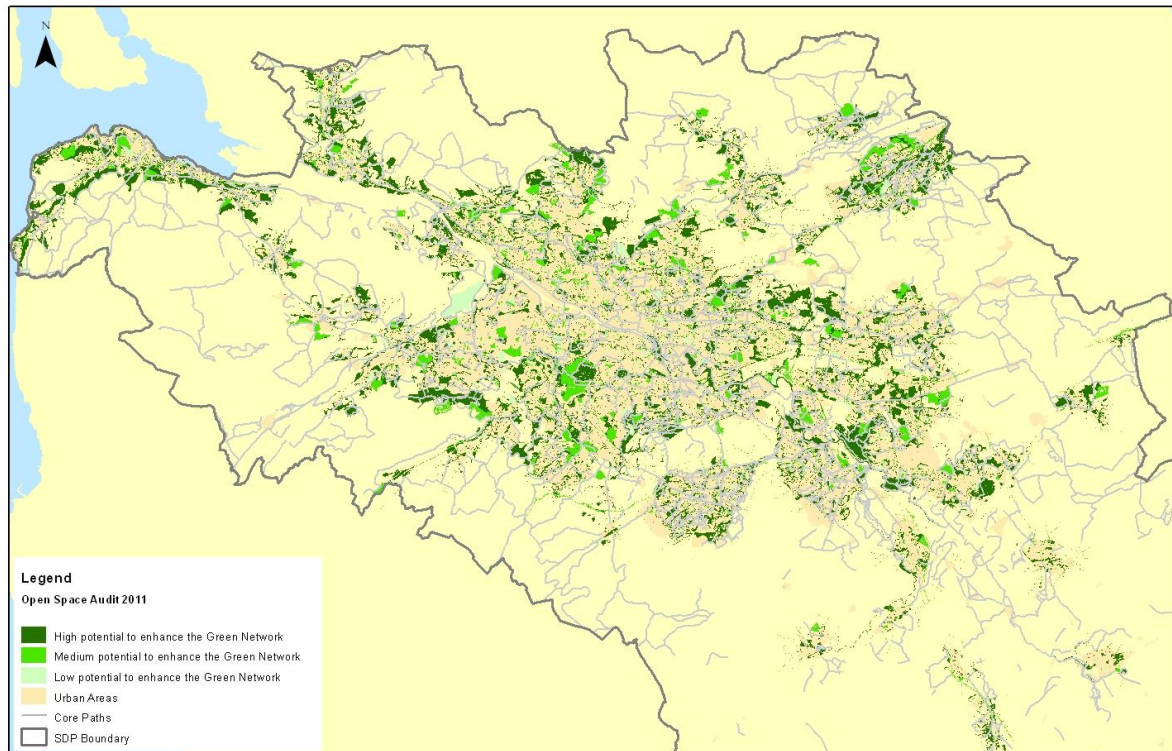 N
Legend
Open Space Audit 2011
High potential to enhance the Green Network
Medium potential to enhance the Green Network
Low potential to enhance the Green Network
Urban Areas
Core Paths
SDP Boundary